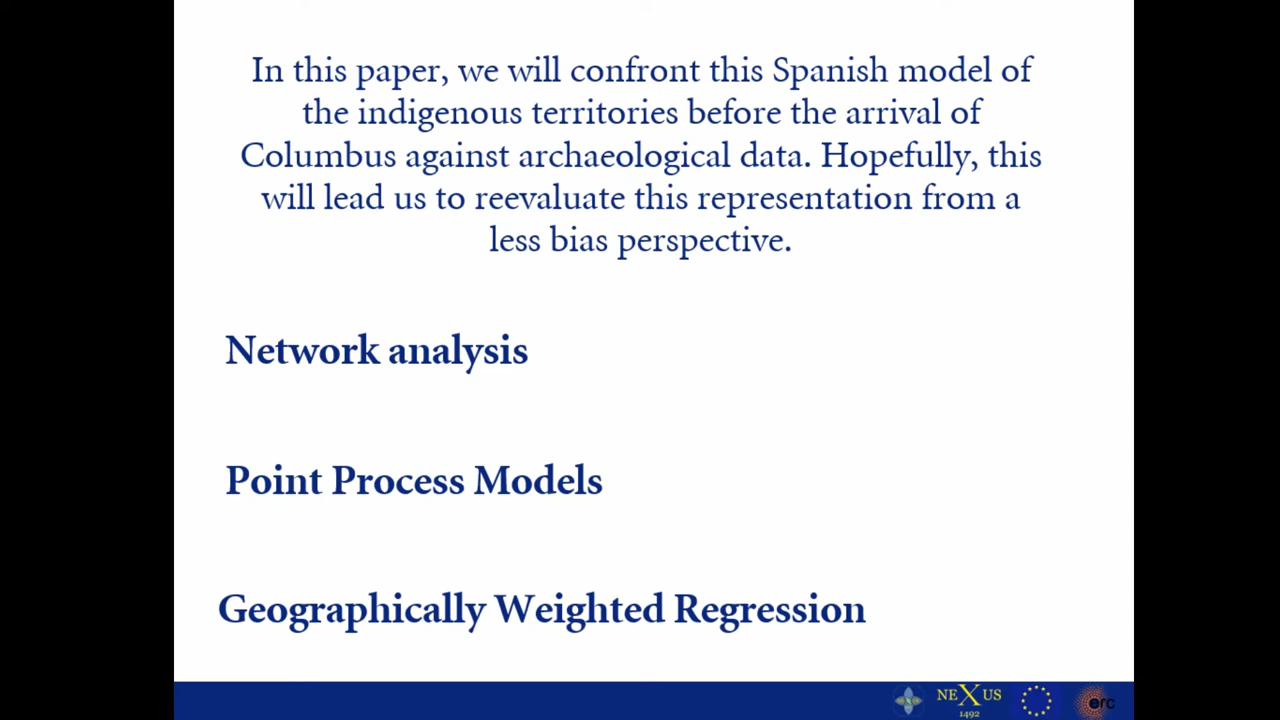 In this paper, we will confront this Spanish model of
the indigenous territories before the arrival of
Columbus against archaeological data. Hopefully, this
will lead us to reevaluate this representation from a
less bias perspective.
Network analysis
Point Process Models
Geographically Weighted Regression
NEXUS
1492
erc